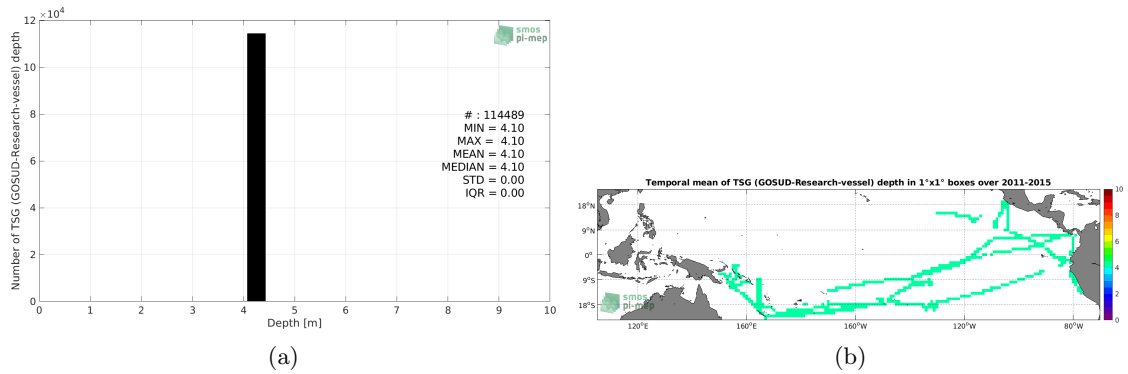 ×10⁴
12
10
8
6
4
2
0
Number of TSG (GOSUD-Research-vessel) depth
0 1 2 3 4 5 6 7 8 9 10
Depth [m]
smos
pi-mep
# : 114489
MIN = 4.10
MAX = 4.10
MEAN = 4.10
MEDIAN = 4.10
STD = 0.00
IQR = 0.00
(a)
Temporal mean of TSG (GOSUD-Research-vessel) depth in 1°x1° boxes over 2011-2015
18°N
9°N
0°
9°S
18°S
120°E 160°E 160°W 120°W 80°W
smos
pi-mep
10
8
6
4
2
0
(b)